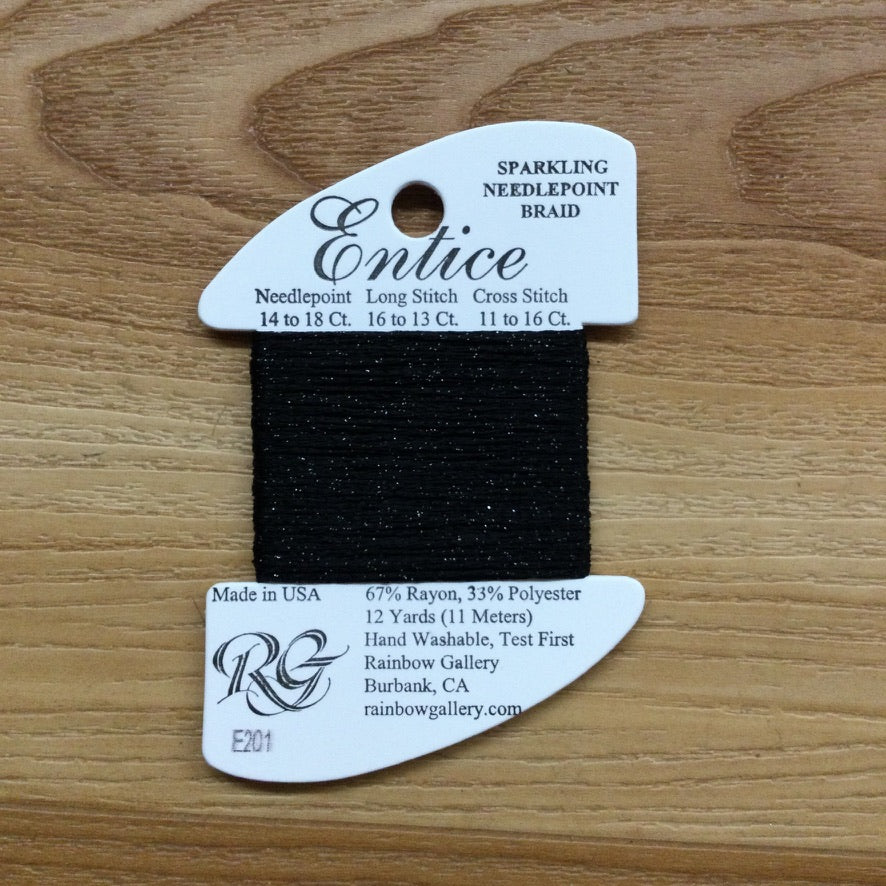 SPARKLING
NEEDLEPOINT
BRAID
Entice
Needlepoint Long Stitch Cross Stitch
14 to 18 Ct. 16 to 13 Ct. 11 to 16 Ct.
Made in USA
67% Rayon, 33% Polyester
12 Yards (11 Meters)
Hand Washable, Test First
Rainbow Gallery
Burbank, CA
rainbowgallery.com
RG
E201